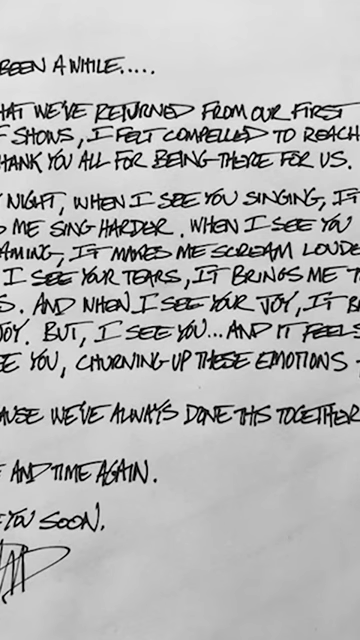 BEEN A WHILE.....
HAT WE'VE RETURNED FROM OUR FIRST
F SHOWS, I FELT COMPELLED TO REACH
HANK YOU ALL FOR BEING THERE FOR US.
NIGHT, WHEN I SEE YOU SINGING, IT
ME SING HARDER. WHEN I SEE YOU
AMING, IT MAKES ME SCREAM LOUDE
I SEE YOUR TEARS, IT BRINGS ME T
S. AND WHEN I SEE YOUR JOY, IT B
JOY. BUT, I SEE YOU... AND IT FEELS
EE YOU, CHURNING UP THESE EMOTIONS
AUSE WE'VE ALWAYS DONE THIS TOGETHER
E AND TIME AGAIN.
E YOU SOON.